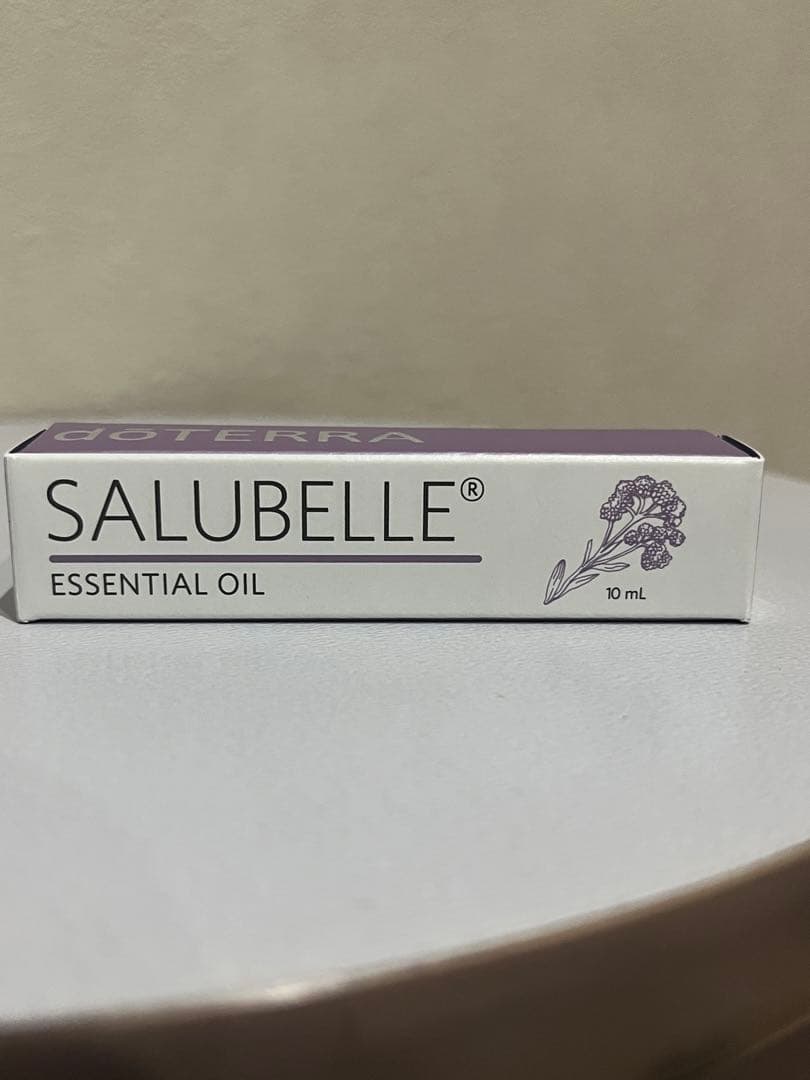 dōTERRA
SALUBELLE®
ESSENTIAL OIL
10 mL